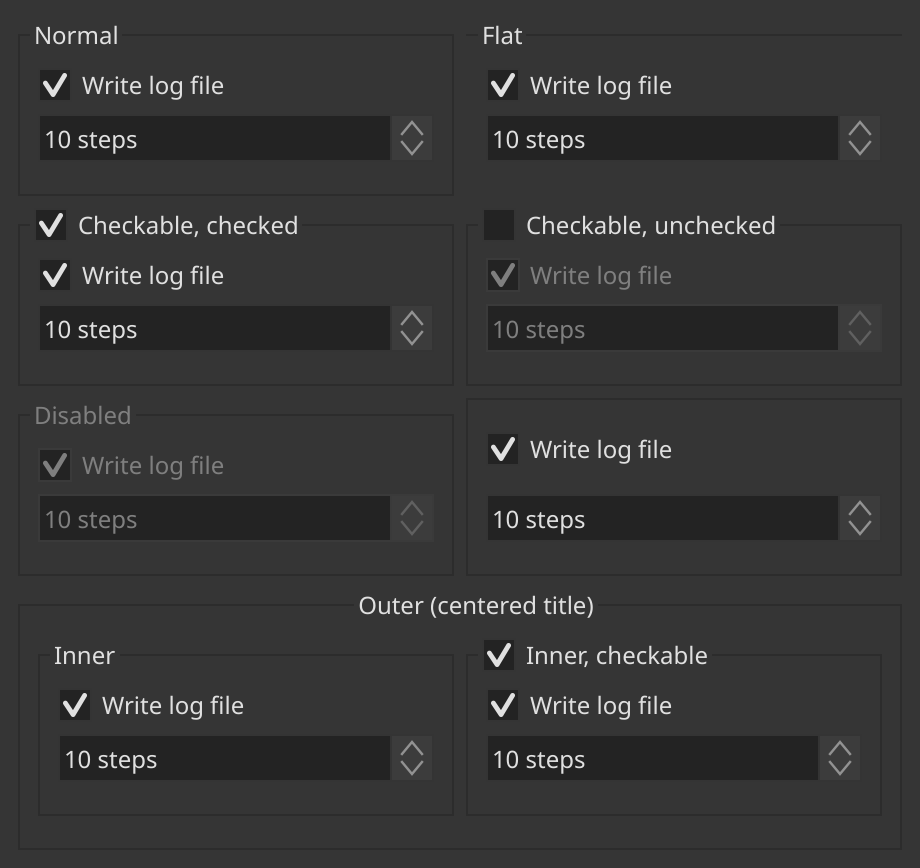 Normal
Write log file
10 steps
Flat
Write log file
10 steps
Checkable, checked
Write log file
10 steps
Checkable, unchecked
Write log file
10 steps
Disabled
Write log file
10 steps
Write log file
10 steps
Outer (centered title)
Inner
Write log file
10 steps
Inner, checkable
Write log file
10 steps